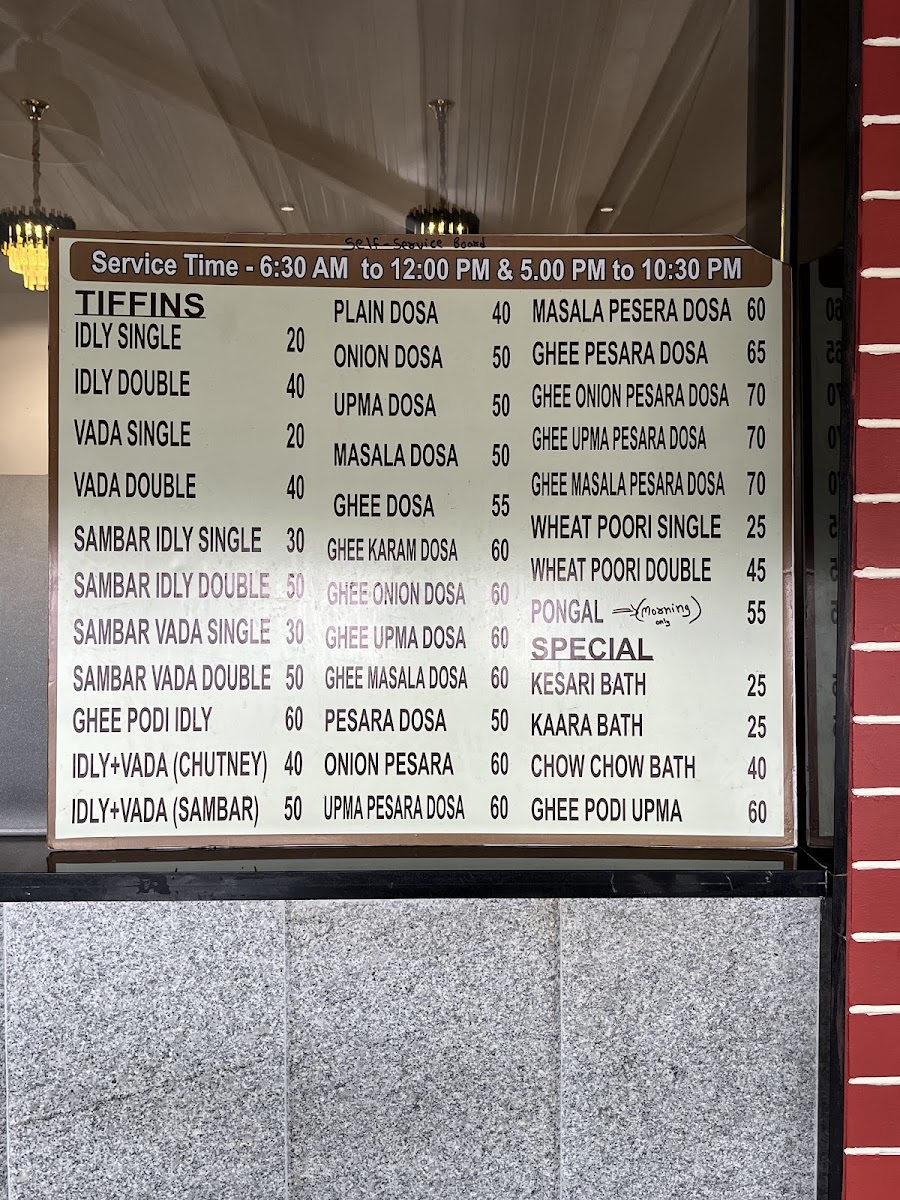 Self-Service Board
Service Time - 6:30 AM to 12:00 PM & 5.00 PM to 10:30 PM
TIFFINS
IDLY SINGLE 20
IDLY DOUBLE 40
VADA SINGLE 20
VADA DOUBLE 40
SAMBAR IDLY SINGLE 30
SAMBAR IDLY DOUBLE 50
SAMBAR VADA SINGLE 30
SAMBAR VADA DOUBLE 50
GHEE PODI IDLY 60
IDLY+VADA (CHUTNEY) 40
IDLY+VADA (SAMBAR) 50
PLAIN DOSA 40
ONION DOSA 50
UPMA DOSA 50
MASALA DOSA 50
GHEE DOSA 55
GHEE KARAM DOSA 60
GHEE ONION DOSA 60
GHEE UPMA DOSA 60
GHEE MASALA DOSA 60
PESARA DOSA 50
ONION PESARA 60
UPMA PESARA DOSA 60
MASALA PESERA DOSA 60
GHEE PESARA DOSA 65
GHEE ONION PESARA DOSA 70
GHEE UPMA PESARA DOSA 70
GHEE MASALA PESARA DOSA 70
WHEAT POORI SINGLE 25
WHEAT POORI DOUBLE 45
PONGAL ⇒ (Morning only) 55
SPECIAL
KESARI BATH 25
KAARA BATH 25
CHOW CHOW BATH 40
GHEE PODI UPMA 60